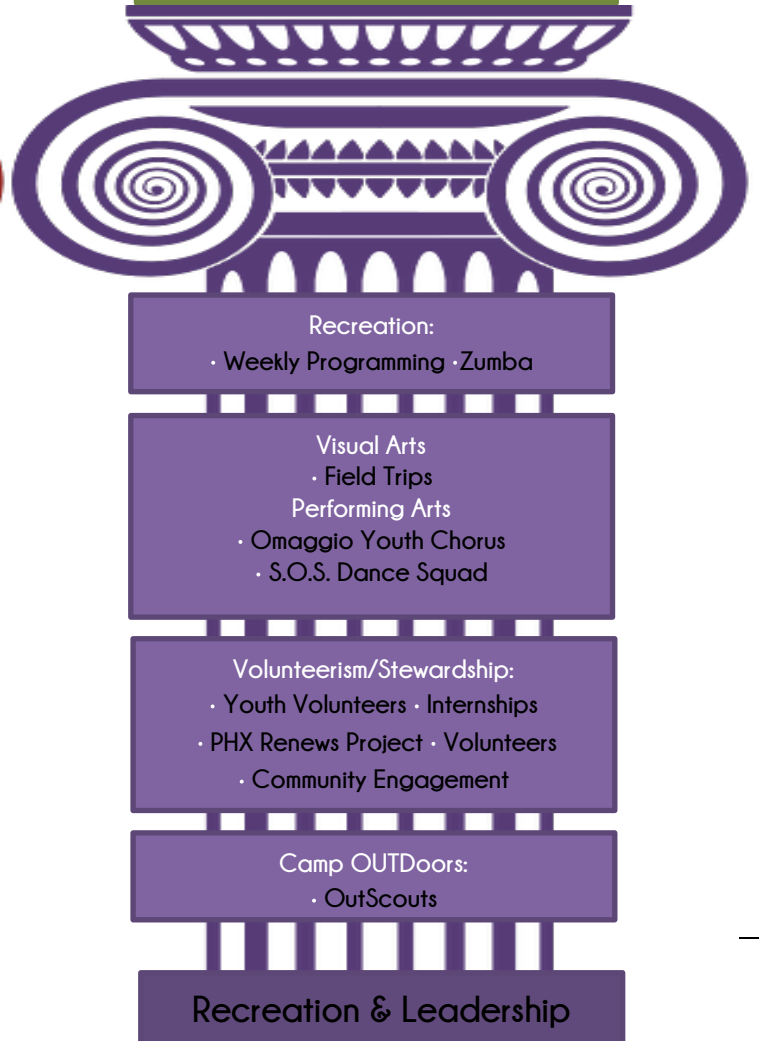 Recreation:
· Weekly Programming ·Zumba
Visual Arts
· Field Trips
Performing Arts
· Omaggio Youth Chorus
· S.O.S. Dance Squad
Volunteerism/Stewardship:
· Youth Volunteers · Internships
· PHX Renews Project · Volunteers
· Community Engagement
Camp OUTDoors:
· OutScouts
Recreation & Leadership